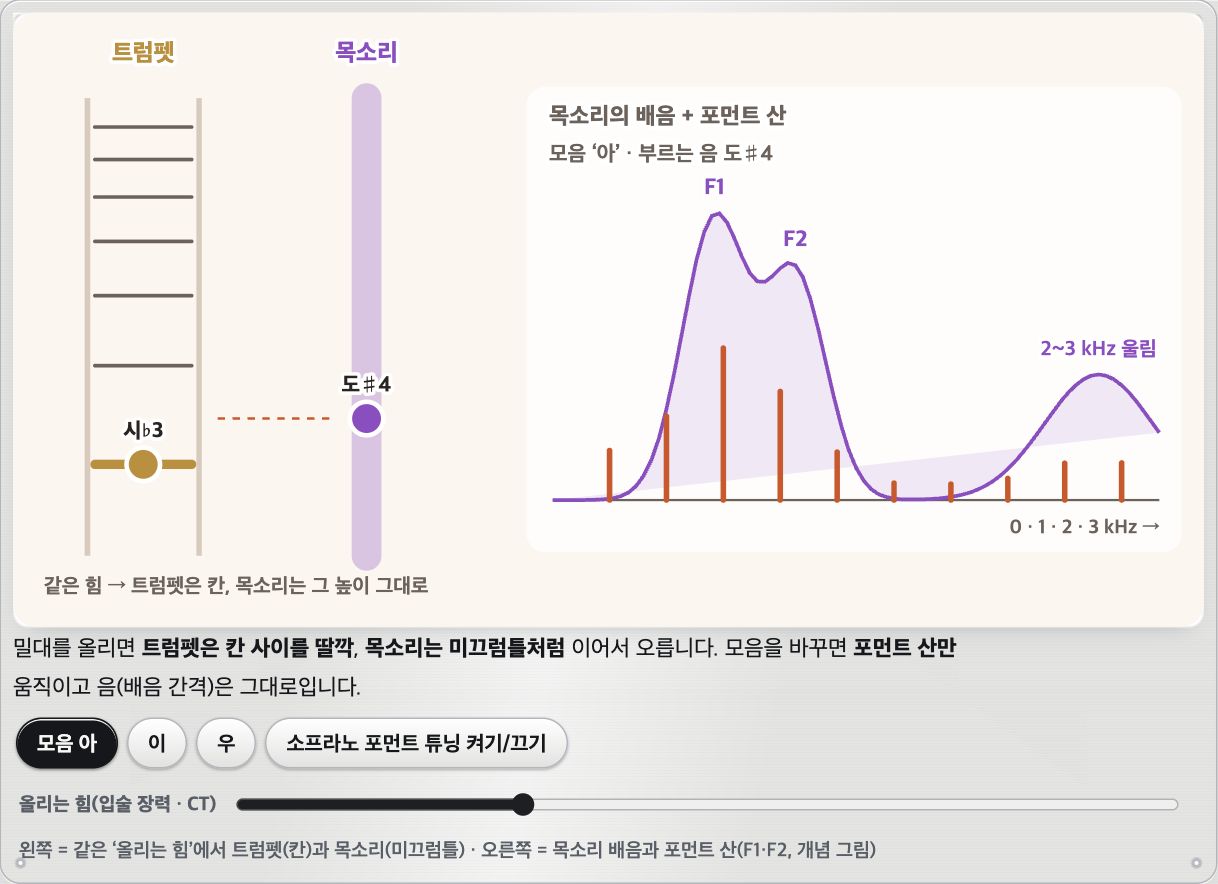 트럼펫
목소리
목소리의 배음 + 포먼트 산
모음 ‘아’ · 부르는 음 도♯4
F1
F2
2~3 kHz 울림
도♯4
시♭3
0 · 1 · 2 · 3 kHz →
같은 힘 → 트럼펫은 칸, 목소리는 그 높이 그대로
밀대를 올리면 트럼펫은 칸 사이를 딸깍, 목소리는 미끄럼틀처럼 이어서 오릅니다. 모음을 바꾸면 포먼트 산만
움직이고 음(배음 간격)은 그대로입니다.
모음 아
이
우
소프라노 포먼트 튜닝 켜기/끄기
올리는 힘(입술 장력 · CT)
왼쪽 = 같은 ‘올리는 힘’에서 트럼펫(칸)과 목소리(미끄럼틀) · 오른쪽 = 목소리 배음과 포먼트 산(F1·F2, 개념 그림)